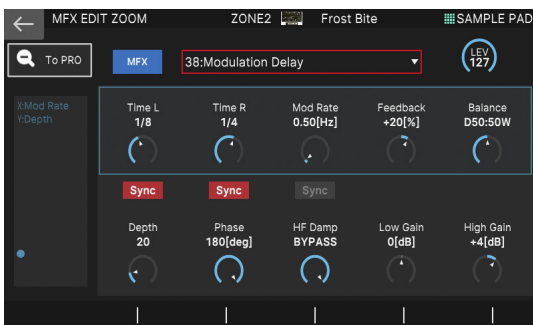 MFX EDIT ZOOM ZONE2 Frost Bite SAMPLE PAD
To PRO MFX 38:Modulation Delay LEV
127
X:Mod Rate
Y:Depth
Time L Time R Mod Rate Feedback Balance
1/8 1/4 0.50[Hz] +20[%] D50:50W
Sync Sync Sync
Depth Phase HF Damp Low Gain High Gain
20 180[deg] BYPASS 0[dB] +4[dB]